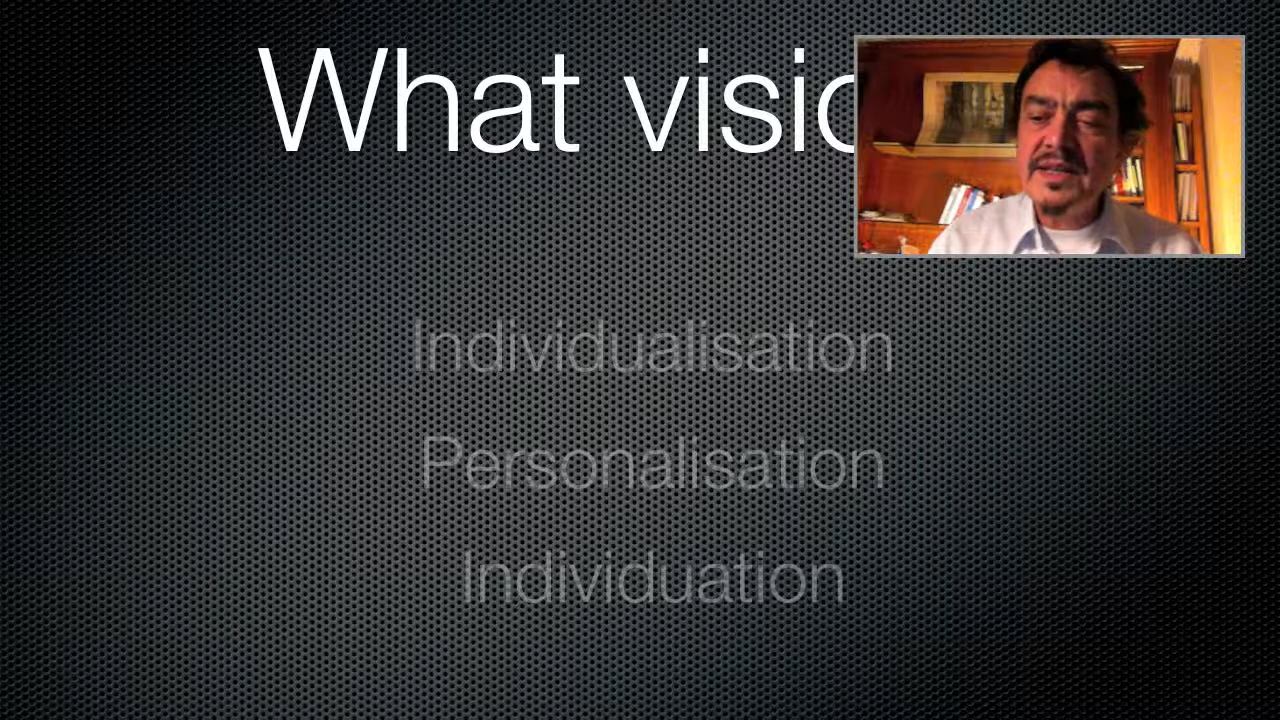 What visio
Individualisation
Personalisation
Individuation